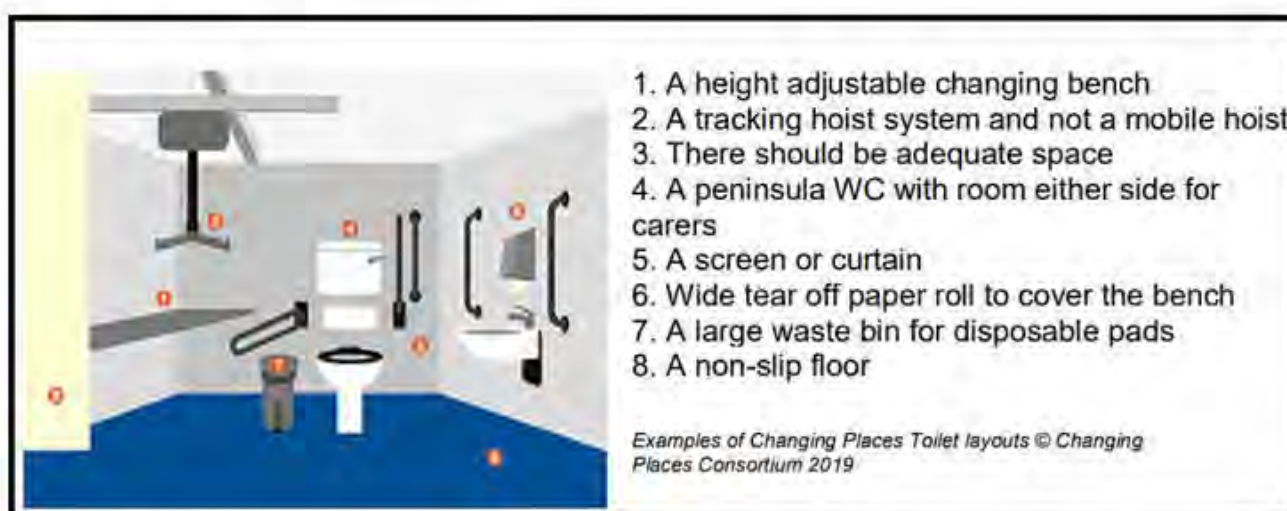 1. A height adjustable changing bench
2. A tracking hoist system and not a mobile hoist
3. There should be adequate space
4. A peninsula WC with room either side for
carers
5. A screen or curtain
6. Wide tear off paper roll to cover the bench
7. A large waste bin for disposable pads
8. A non-slip floor
Examples of Changing Places Toilet layouts © Changing
Places Consortium 2019